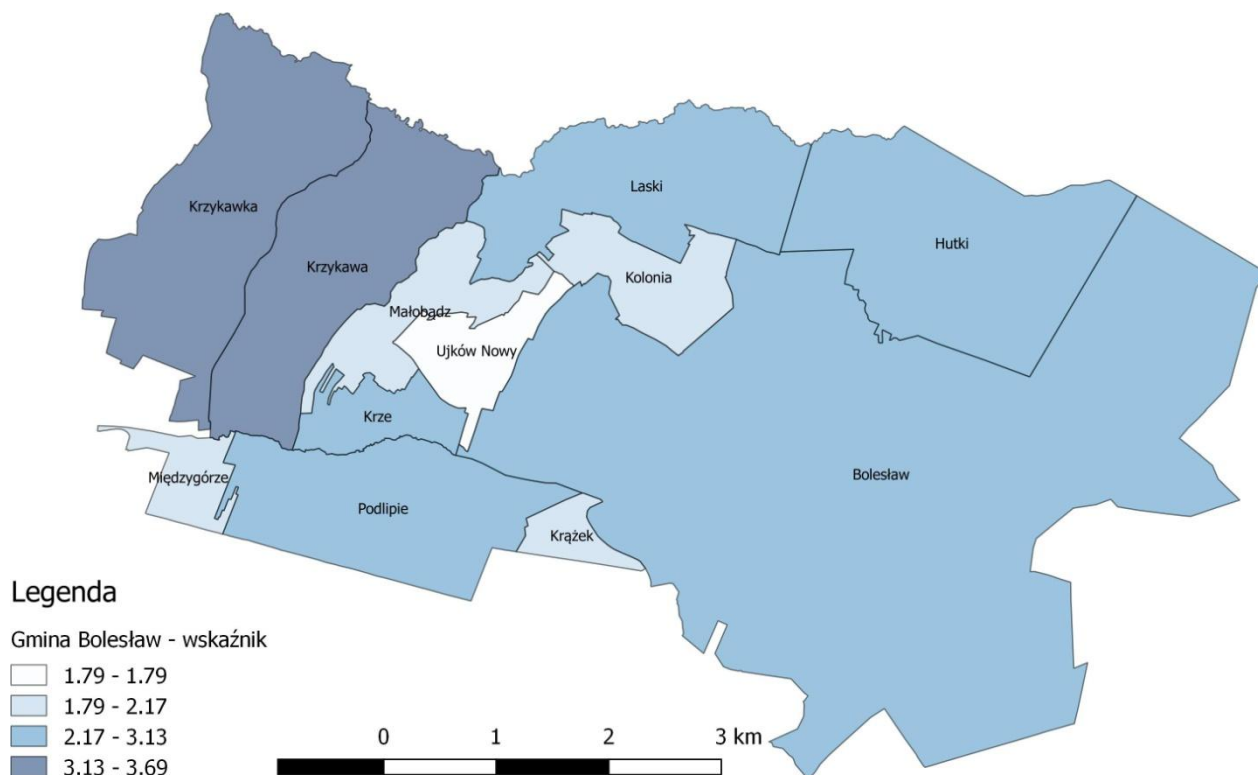 Krzykawka
Laski
Hutki
Krzykawa
Kolonia
Małobądz
Ujków Nowy
Krze
Międzygórze
Bolesław
Podlipie
Krążek
Legenda
Gmina Bolesław - wskaźnik
1.79 - 1.79
1.79 - 2.17
2.17 - 3.13
3.13 - 3.69
0 1 2 3 km